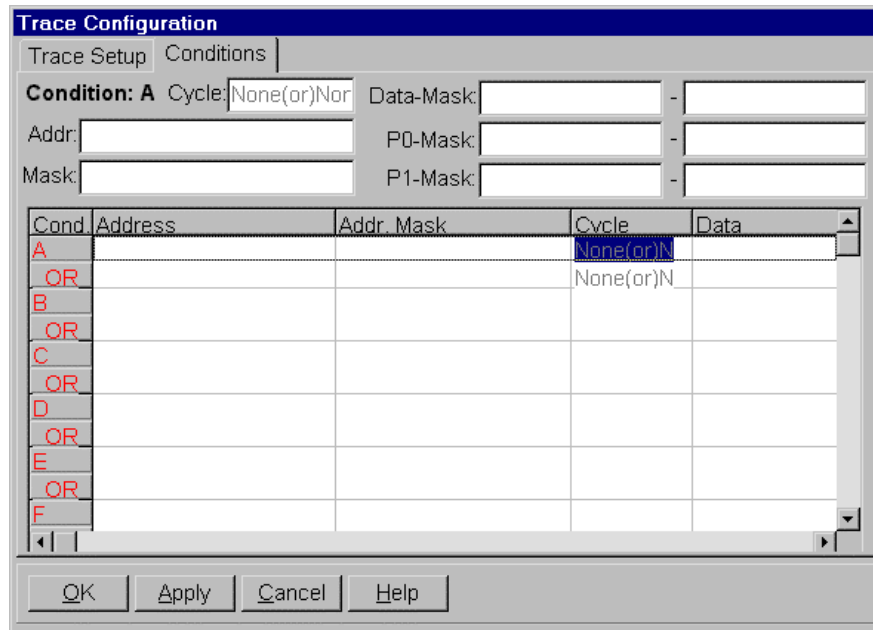 Trace Configuration
Trace Setup Conditions
Condition: A Cycle: None(or)Nor Data-Mask: -
Addr: P0-Mask: -
Mask: P1-Mask: -
Cond. Address Addr. Mask Cycle Data
A None(or)N
OR None(or)N
B
OR
C
OR
D
OR
E
OR
F
OK Apply Cancel Help